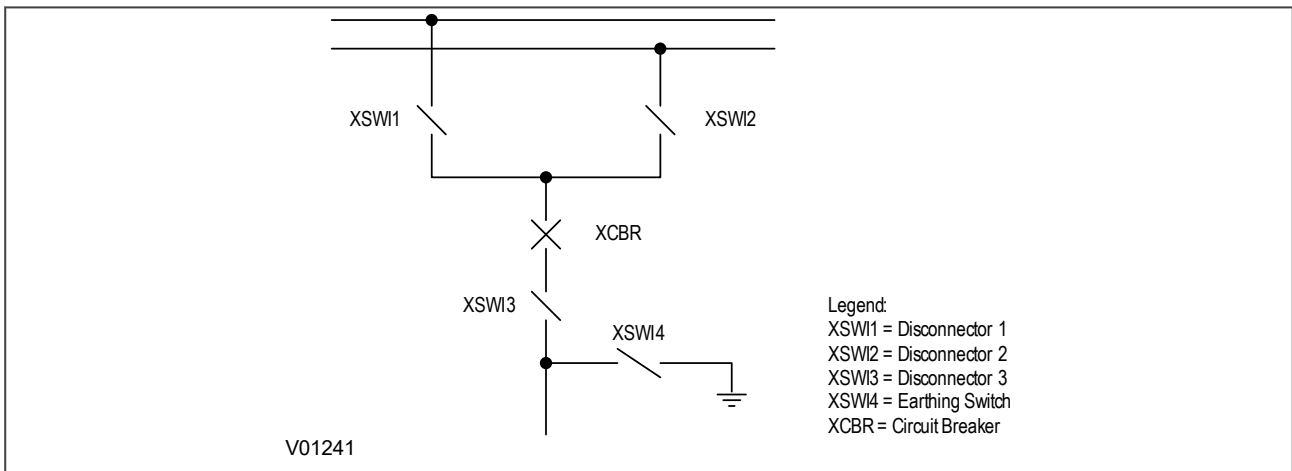 XSWI1
XSWI2
XCBR
XSWI3
XSWI4
Legend:
XSWI1 = Disconnector 1
XSWI2 = Disconnector 2
XSWI3 = Disconnector 3
XSWI4 = Earthing Switch
XCBR = Circuit Breaker
V01241